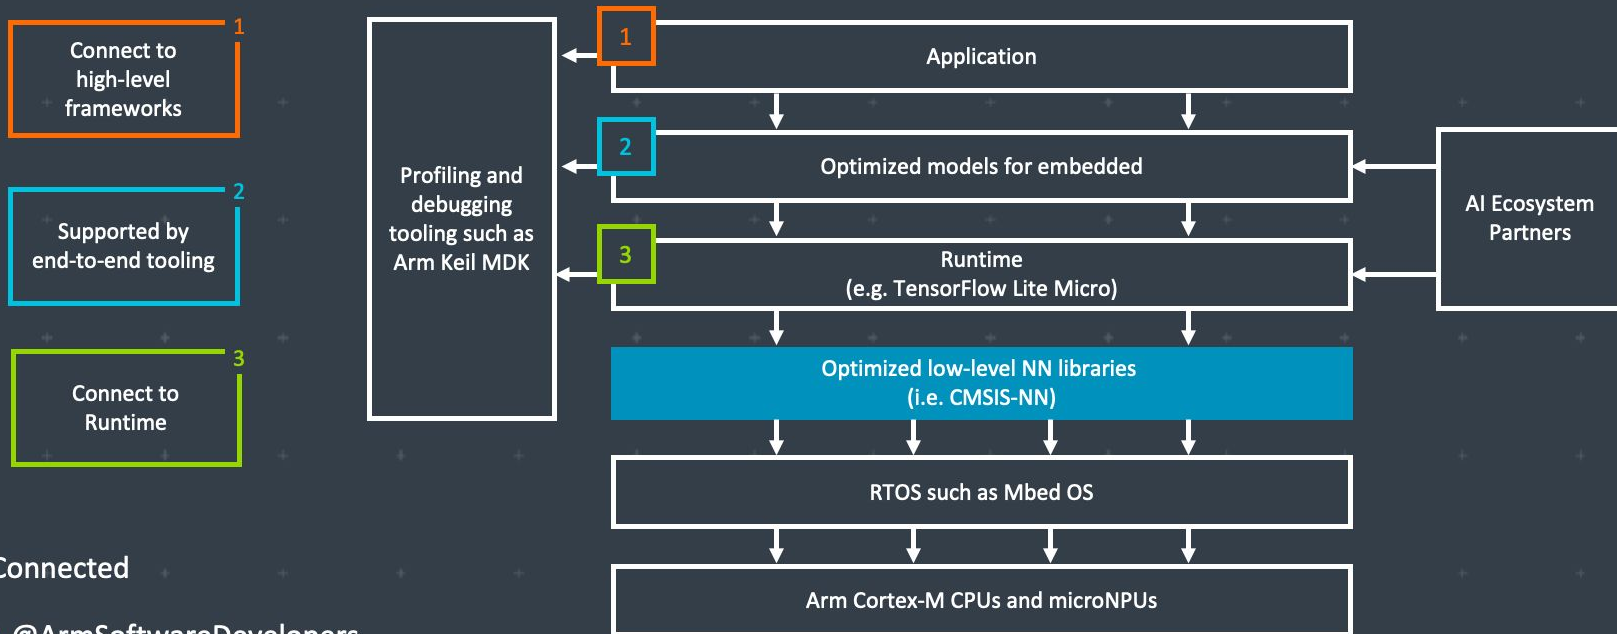 1
Connect to
high-level
frameworks
2
Supported by
end-to-end tooling
3
Connect to
Runtime
Profiling and
debugging
tooling such as
Arm Keil MDK
1
Application
2
Optimized models for embedded
3
Runtime
(e.g. TensorFlow Lite Micro)
Optimized low-level NN libraries
(i.e. CMSIS-NN)
RTOS such as Mbed OS
Arm Cortex-M CPUs and microNPUs
AI Ecosystem
Partners
Connected
@ArmSoftwareDevelopers